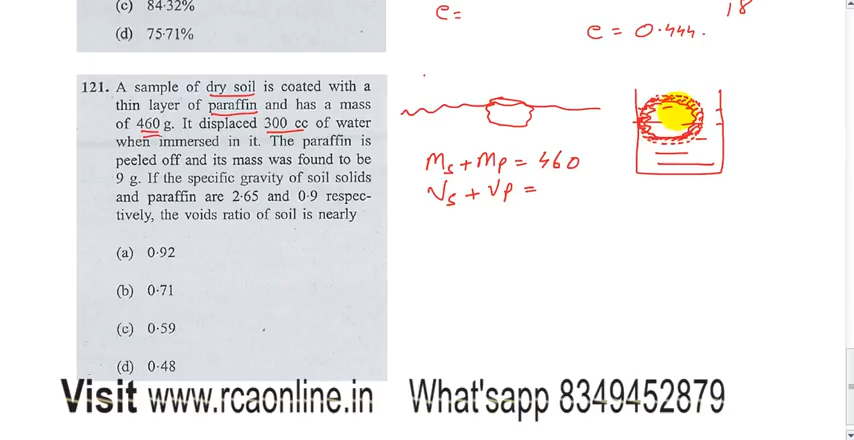 (c) 84·32%
(d) 75·71%
e =
18
e = 0.444.
121. A sample of dry soil is coated with a
thin layer of paraffin and has a mass
of 460 g. It displaced 300 cc of water
when immersed in it. The paraffin is
peeled off and its mass was found to be
9 g. If the specific gravity of soil solids
and paraffin are 2·65 and 0·9 respec-
tively, the voids ratio of soil is nearly
(a) 0·92
(b) 0·71
(c) 0·59
(d) 0·48
Ms + Mp = 460
Vs + Vp =
Visit www.rcaonline.in What'sapp 8349452879